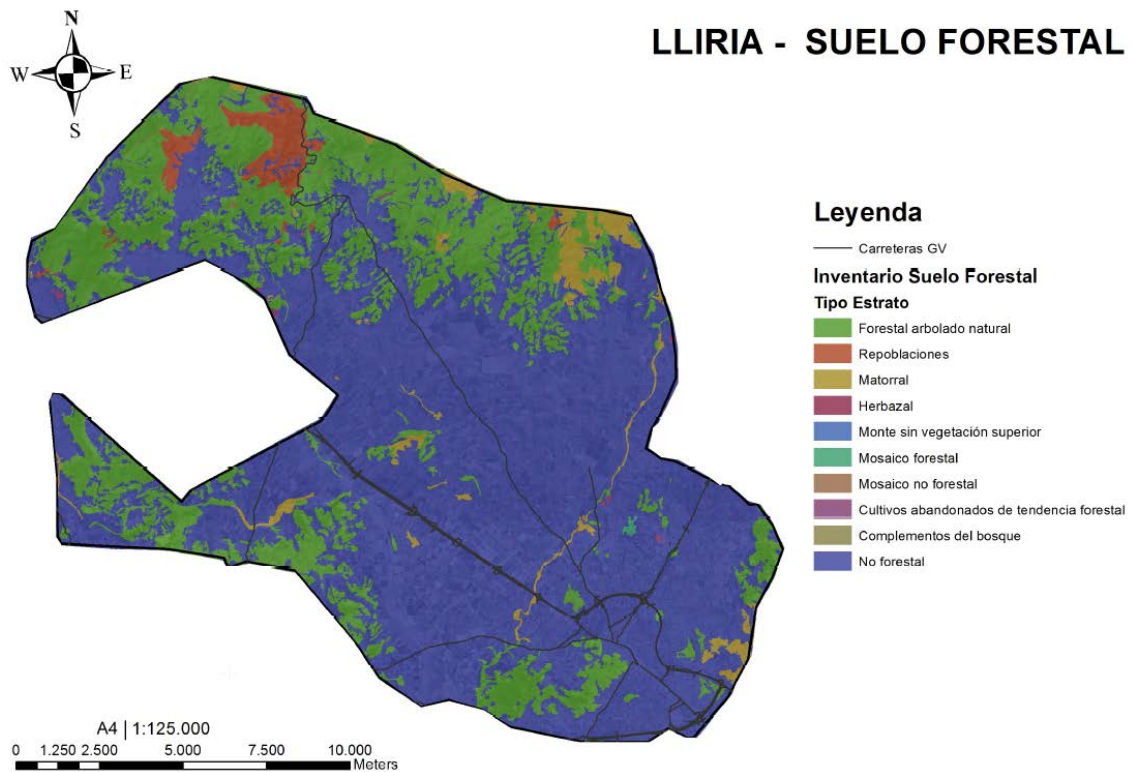 LLIRIA - SUELO FORESTAL
N
W E
S
Leyenda
Carreteras GV
Inventario Suelo Forestal
Tipo Estrato
Forestal arbolado natural
Repoblaciones
Matorral
Herbazal
Monte sin vegetación superior
Mosaico forestal
Mosaico no forestal
Cultivos abandonados de tendencia forestal
Complementos del bosque
No forestal
A4 | 1:125.000
0 1.250 2.500 5.000 7.500 10.000
Meters